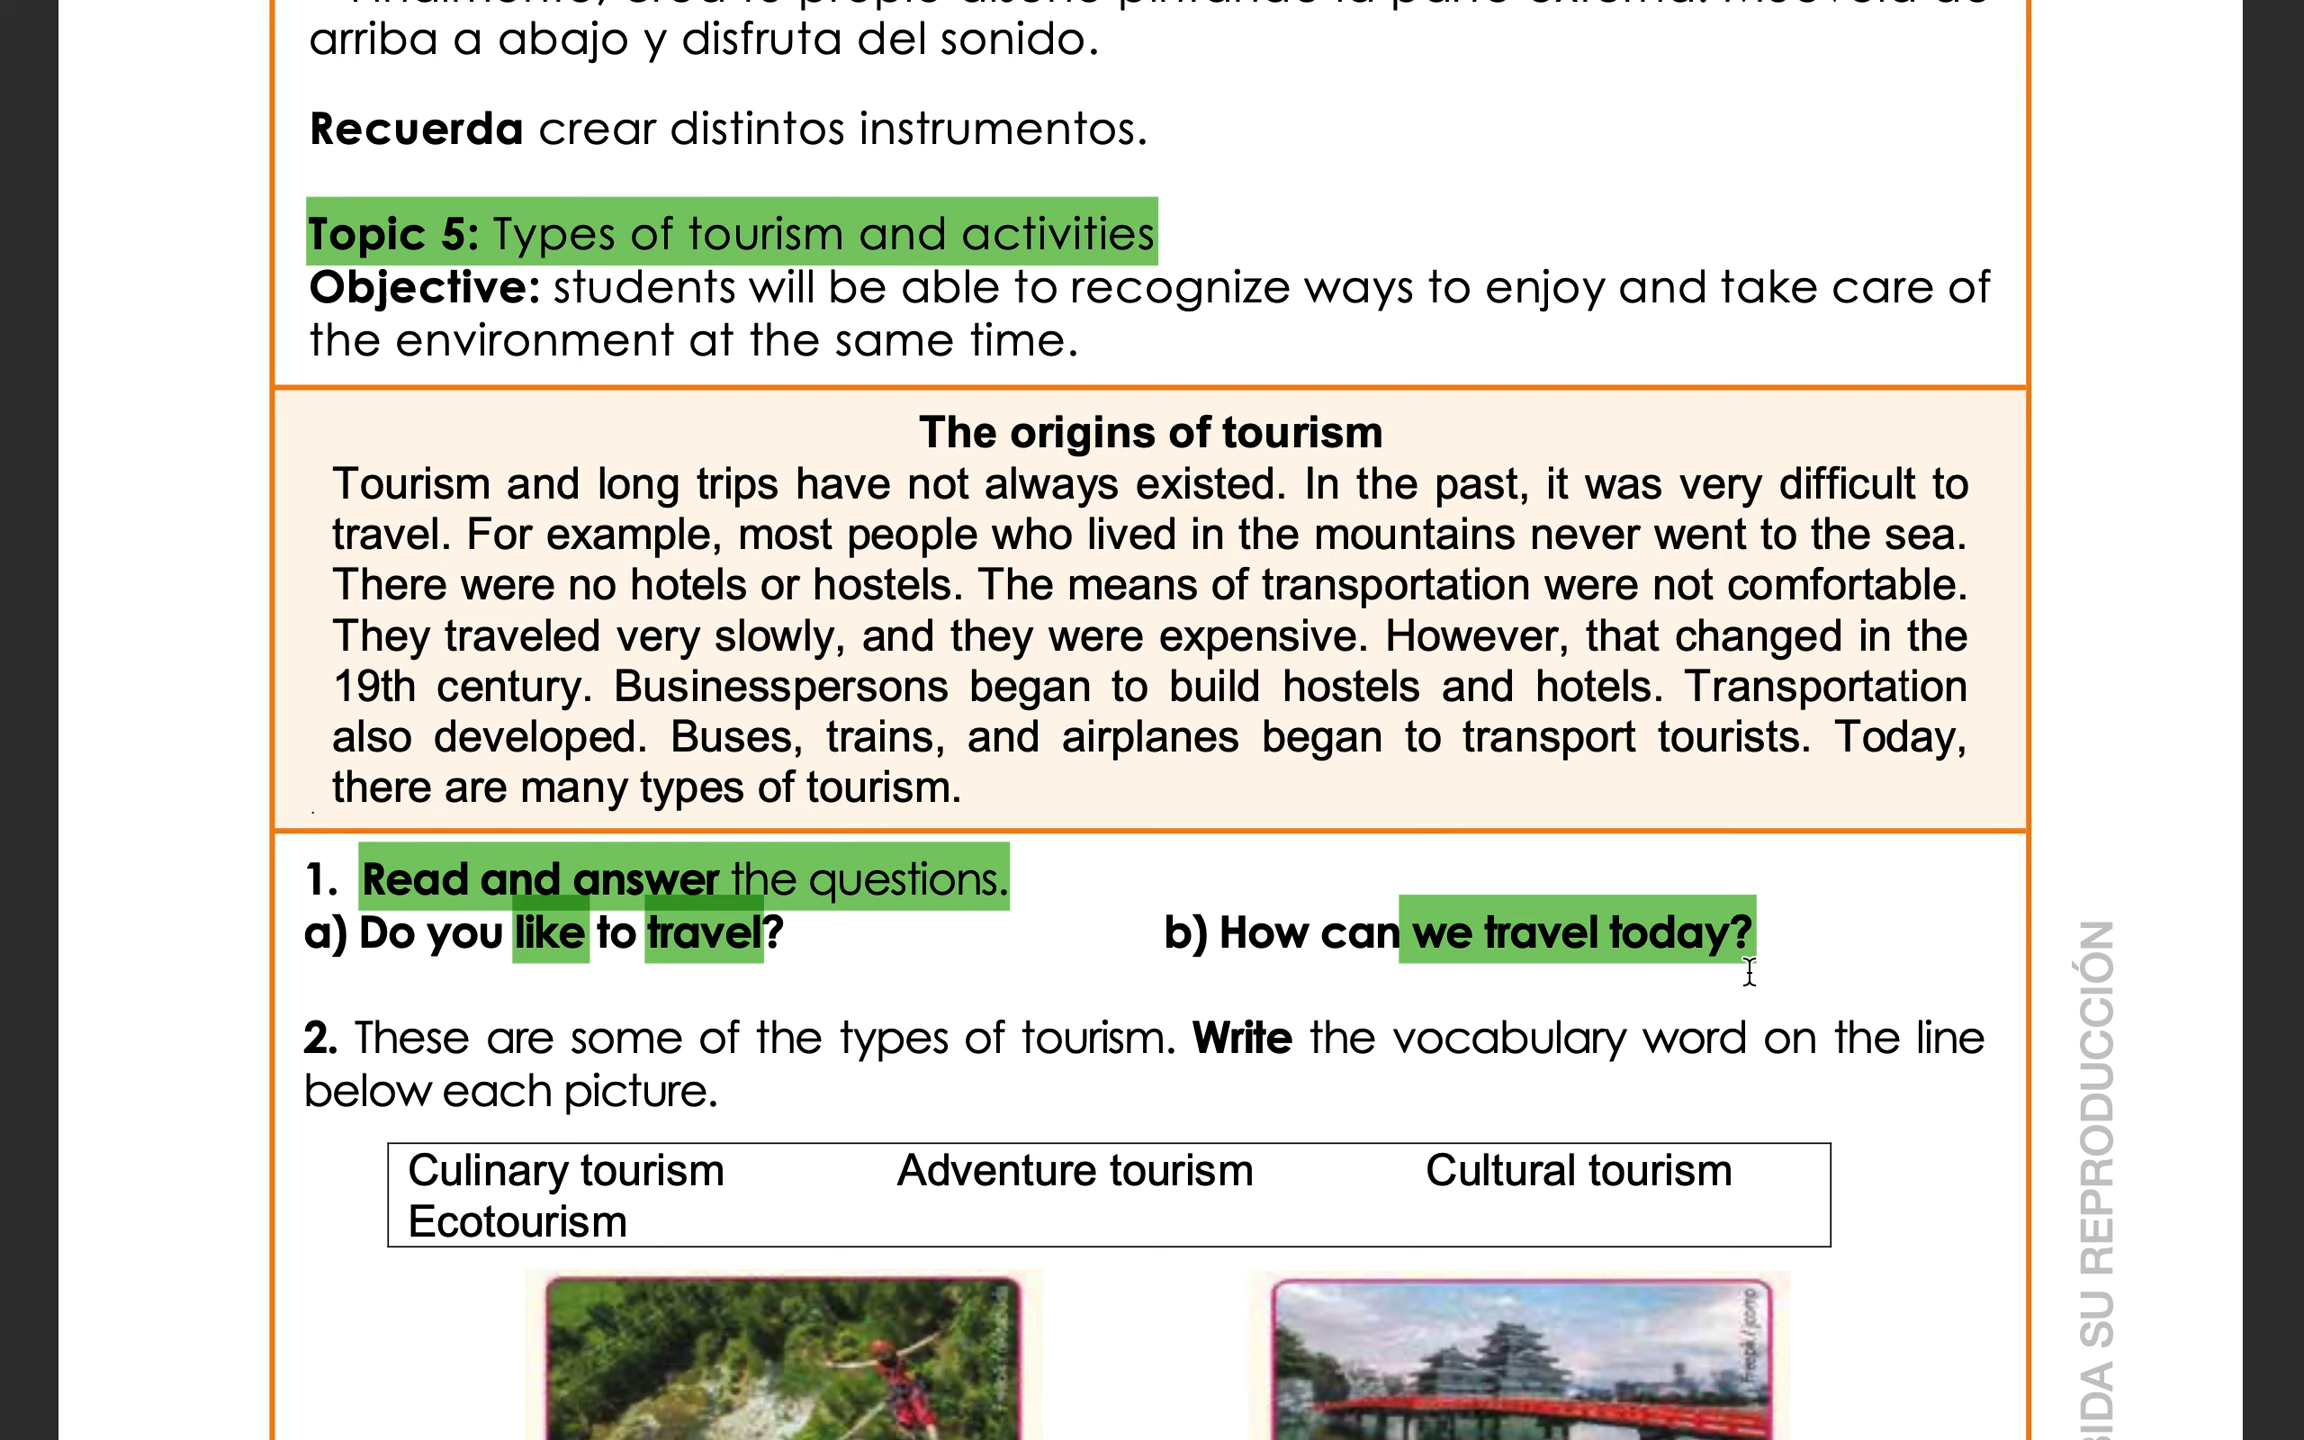 arriba a abajo y disfruta del sonido.
Recuerda crear distintos instrumentos.
Topic 5: Types of tourism and activities
Objective: students will be able to recognize ways to enjoy and take care of
the environment at the same time.
The origins of tourism
Tourism and long trips have not always existed. In the past, it was very difficult to
travel. For example, most people who lived in the mountains never went to the sea.
There were no hotels or hostels. The means of transportation were not comfortable.
They traveled very slowly, and they were expensive. However, that changed in the
19th century. Businesspersons began to build hostels and hotels. Transportation
also developed. Buses, trains, and airplanes began to transport tourists. Today,
there are many types of tourism.
1. Read and answer the questions.
a) Do you like to travel? b) How can we travel today?
2. These are some of the types of tourism. Write the vocabulary word on the line
below each picture.
Culinary tourism Adventure tourism Cultural tourism
Ecotourism
Freepik / jcomp
SU REPRODUCCIÓN